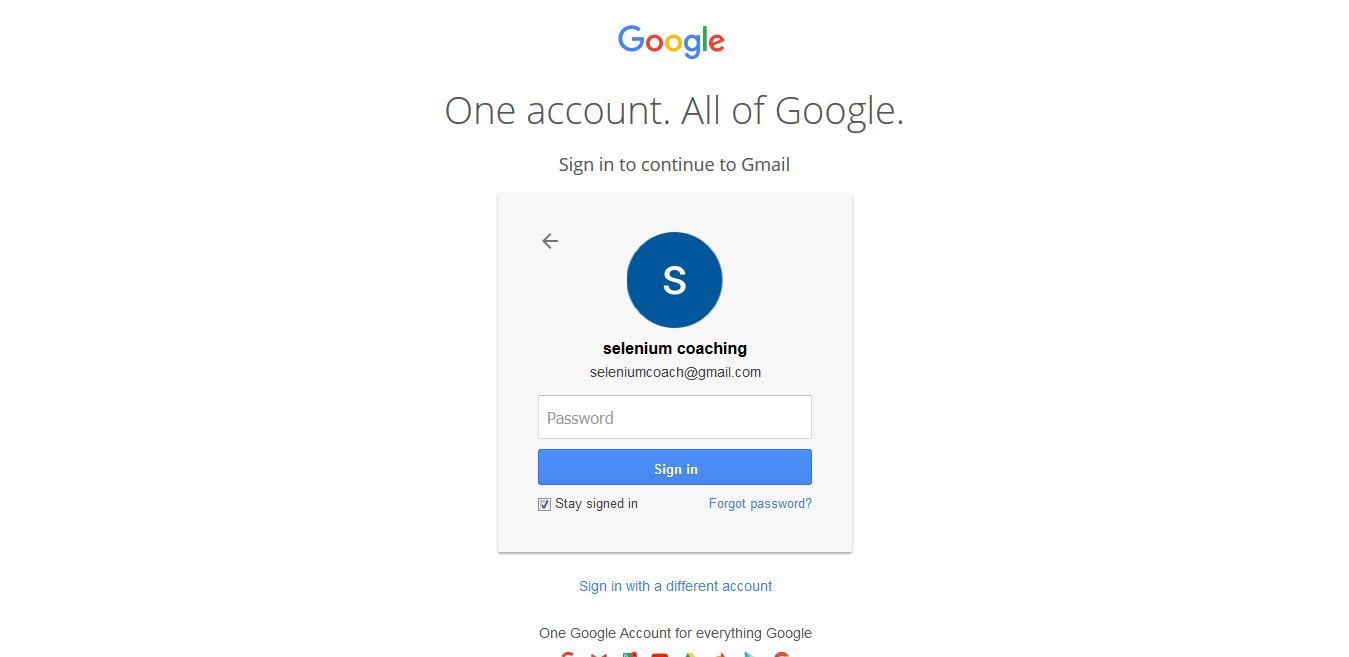 Google
One account. All of Google.
Sign in to continue to Gmail
S
selenium coaching
seleniumcoach@gmail.com
Password
Sign in
Stay signed in Forgot password?
Sign in with a different account
One Google Account for everything Google